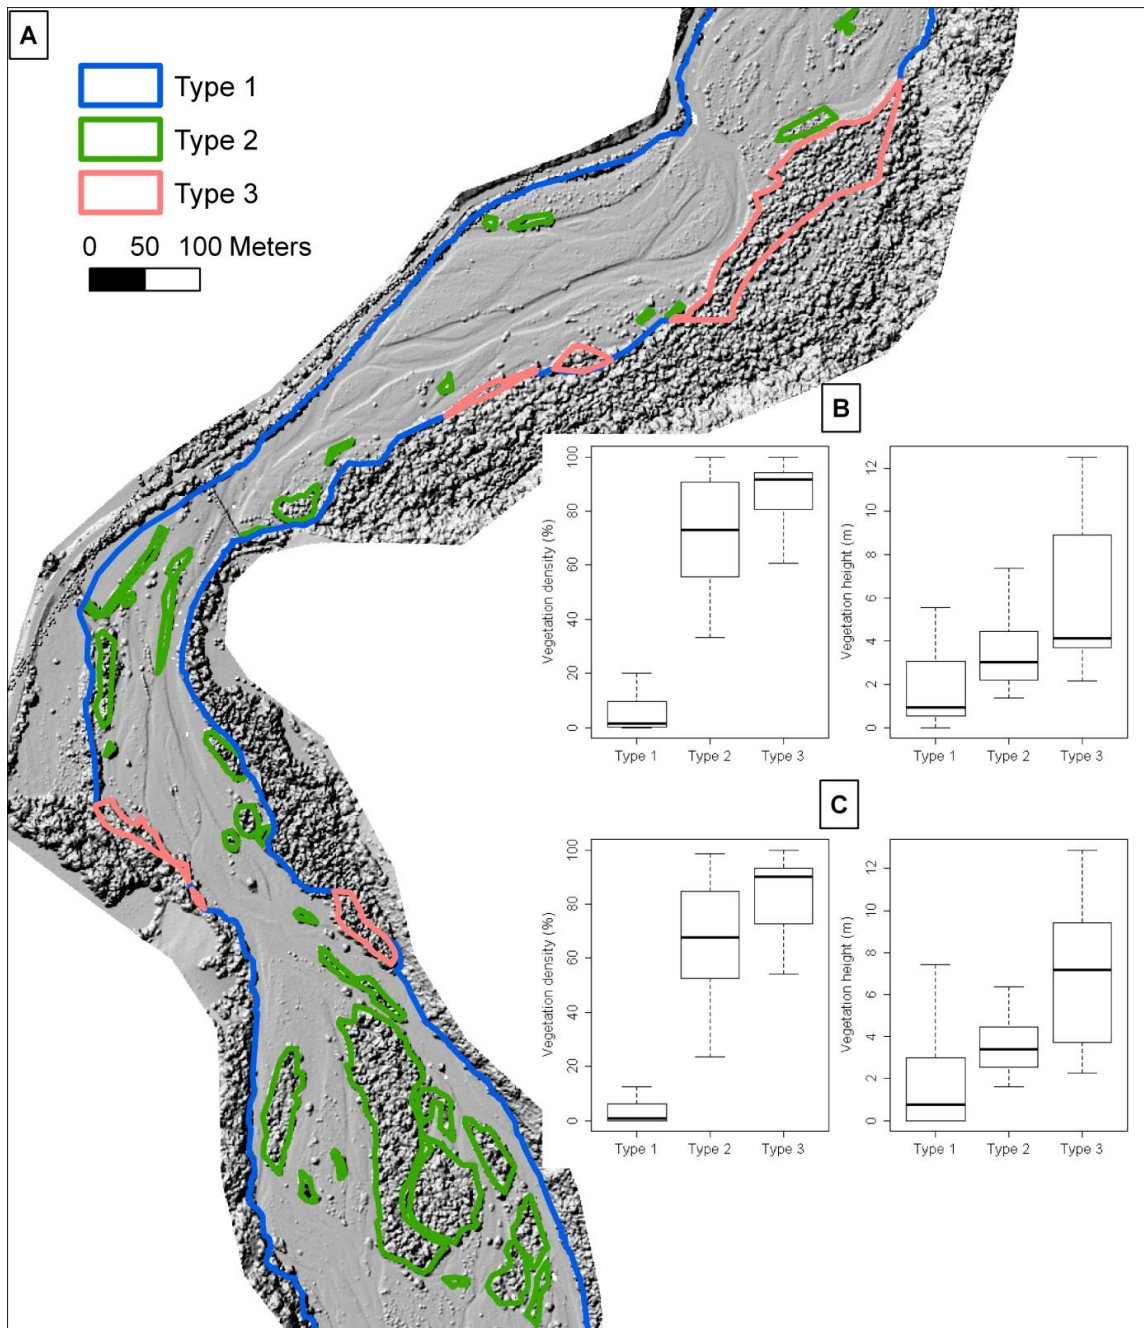 A
Type 1
Type 2
Type 3
0 50 100 Meters
B
Vegetation density (%)
100
80
60
40
20
0
Type 1 Type 2 Type 3
Vegetation height (m)
12
10
8
6
4
2
0
Type 1 Type 2 Type 3
C
Vegetation density (%)
100
80
60
40
20
0
Type 1 Type 2 Type 3
Vegetation height (m)
12
10
8
6
4
2
0
Type 1 Type 2 Type 3